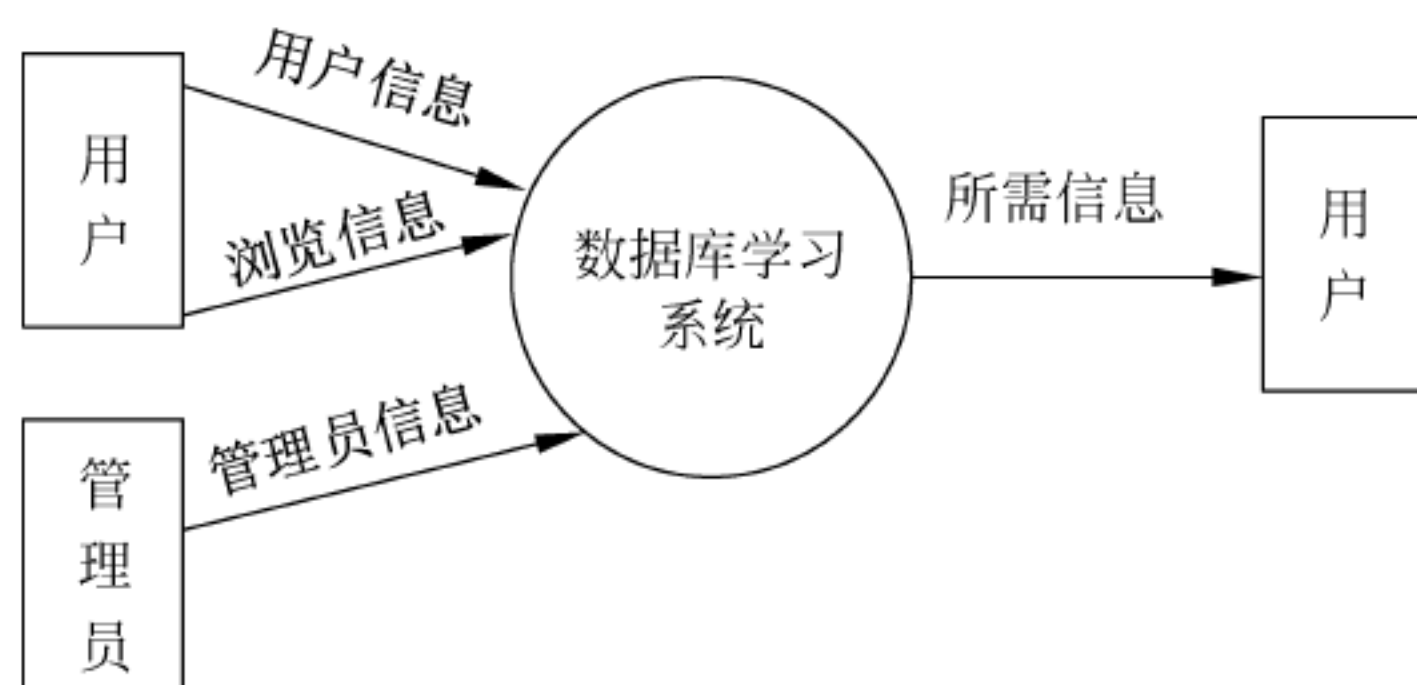 用户信息
用户
浏览信息
数据库学习
系统
所需信息
用户
管理员信息
管理员